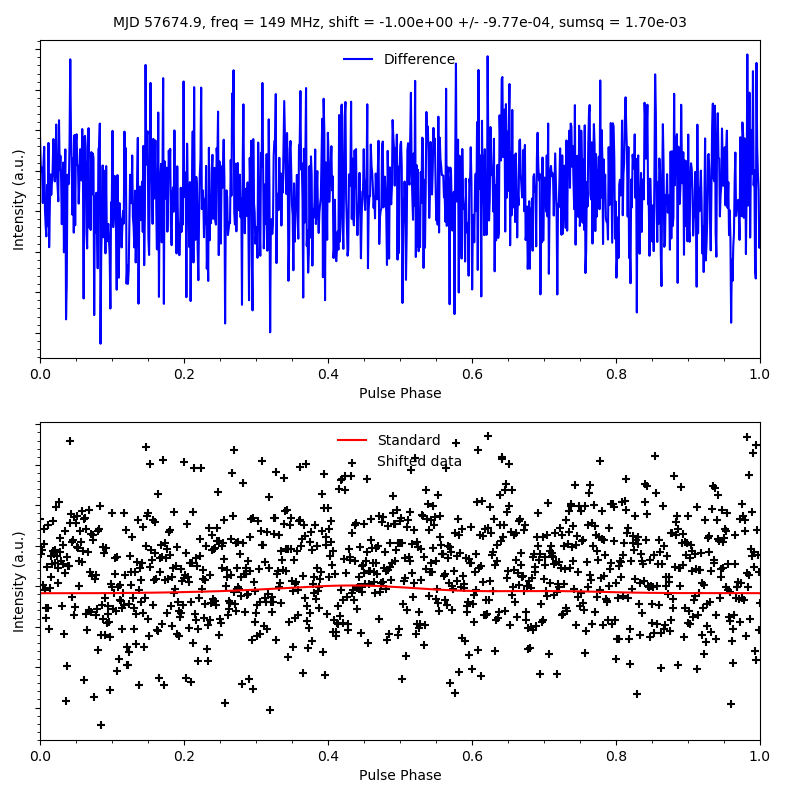 MJD 57674.9, freq = 149 MHz, shift = -1.00e+00 +/- -9.77e-04, sumsq = 1.70e-03
Difference
Intensity (a.u.)
0.0 0.2 0.4 0.6 0.8 1.0
Pulse Phase
Standard
Shifted data
Intensity (a.u.)
0.0 0.2 0.4 0.6 0.8 1.0
Pulse Phase